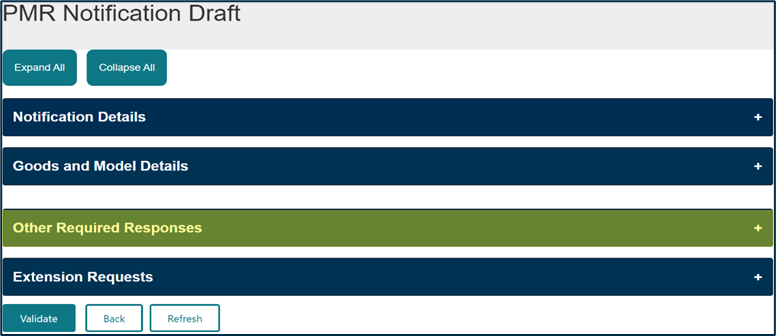 PMR Notification Draft
Expand All Collapse All
Notification Details +
Goods and Model Details +
Other Required Responses +
Extension Requests +
Validate Back Refresh